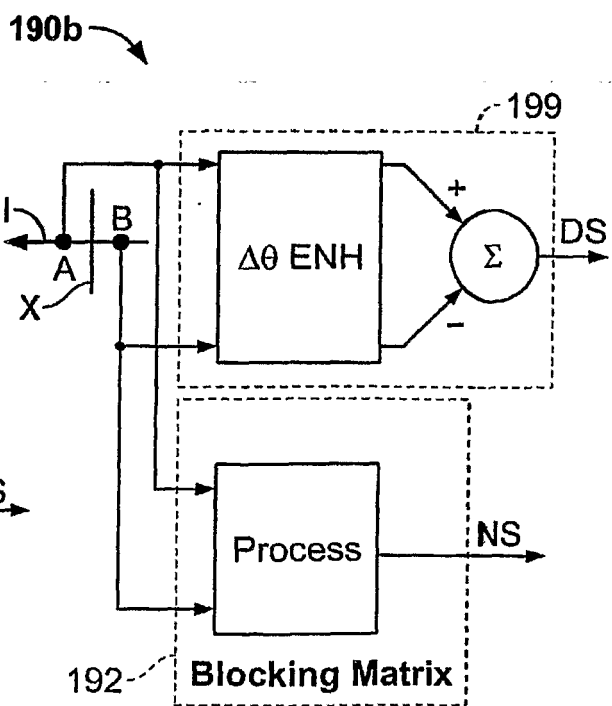 190b
199
I
A
B
X
Δθ ENH
+
−
Σ
DS
S
Process
NS
192
Blocking Matrix